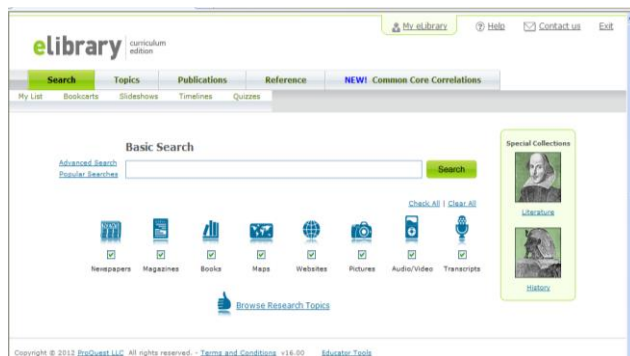 My eLibrary Help Contact us Exit
elibrary curriculum edition
Search Topics Publications Reference NEW! Common Core Correlations
My List Bookcarts Slideshows Timelines Quizzes
Basic Search
Special Collections
Advanced Search
Popular Searches
Search
Check All | Clear All
Literature
Newspapers Magazines Books Maps Websites Pictures Audio/Video Transcripts
History
Browse Research Topics
Copyright © 2012 ProQuest LLC All rights reserved. - Terms and Conditions v16.00 Educator Tools